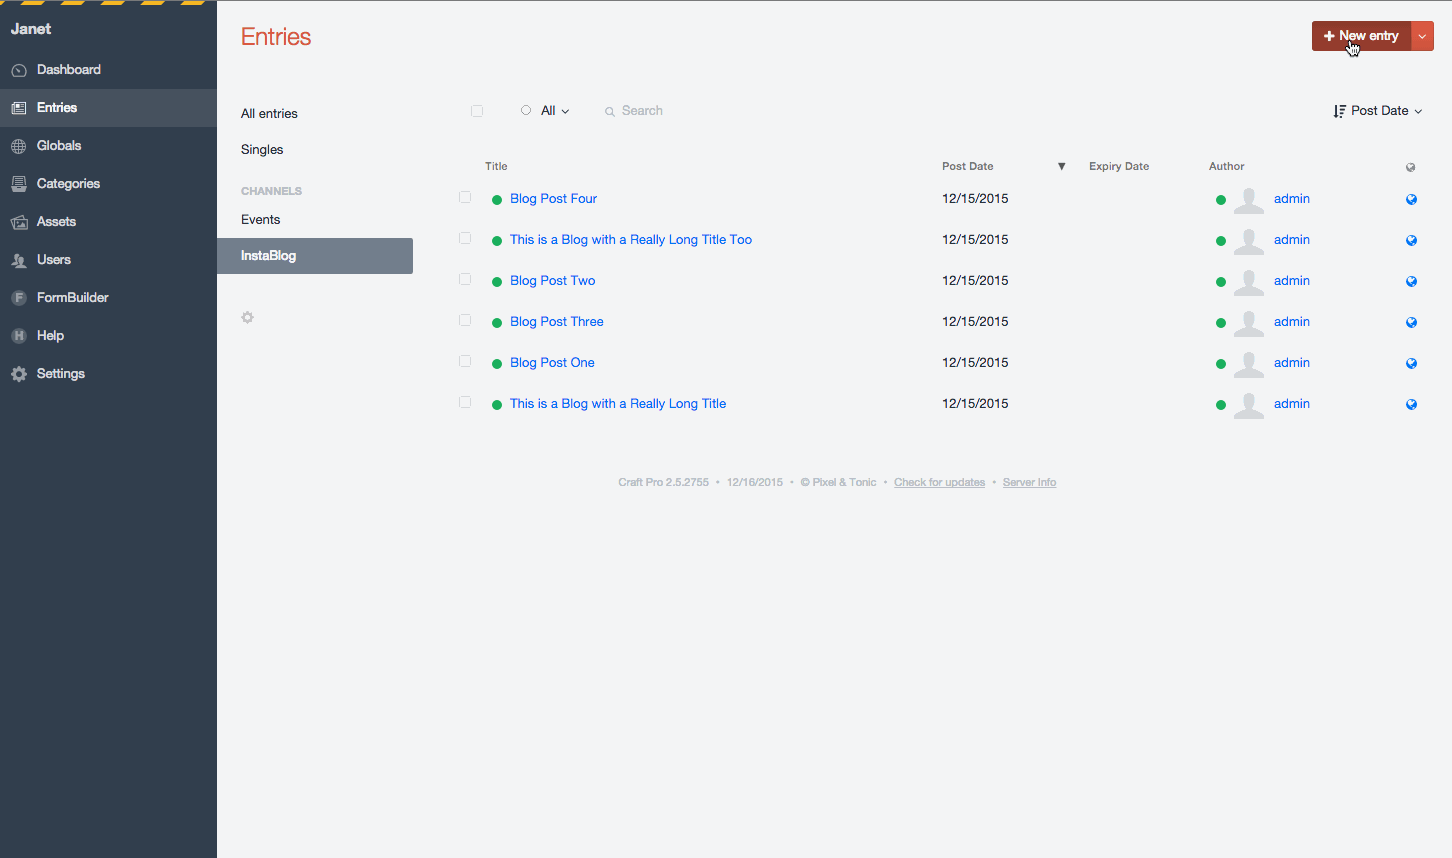 Janet
Dashboard
Entries
Globals
Categories
Assets
Users
F FormBuilder
H Help
Settings
Entries
+ New entry
All entries
Singles
CHANNELS
Events
InstaBlog
All
Search
Post Date
Title Post Date ▼ Expiry Date Author
Blog Post Four 12/15/2015 admin
This is a Blog with a Really Long Title Too 12/15/2015 admin
Blog Post Two 12/15/2015 admin
Blog Post Three 12/15/2015 admin
Blog Post One 12/15/2015 admin
This is a Blog with a Really Long Title 12/15/2015 admin
Craft Pro 2.5.2755 • 12/16/2015 • © Pixel & Tonic • Check for updates • Server Info